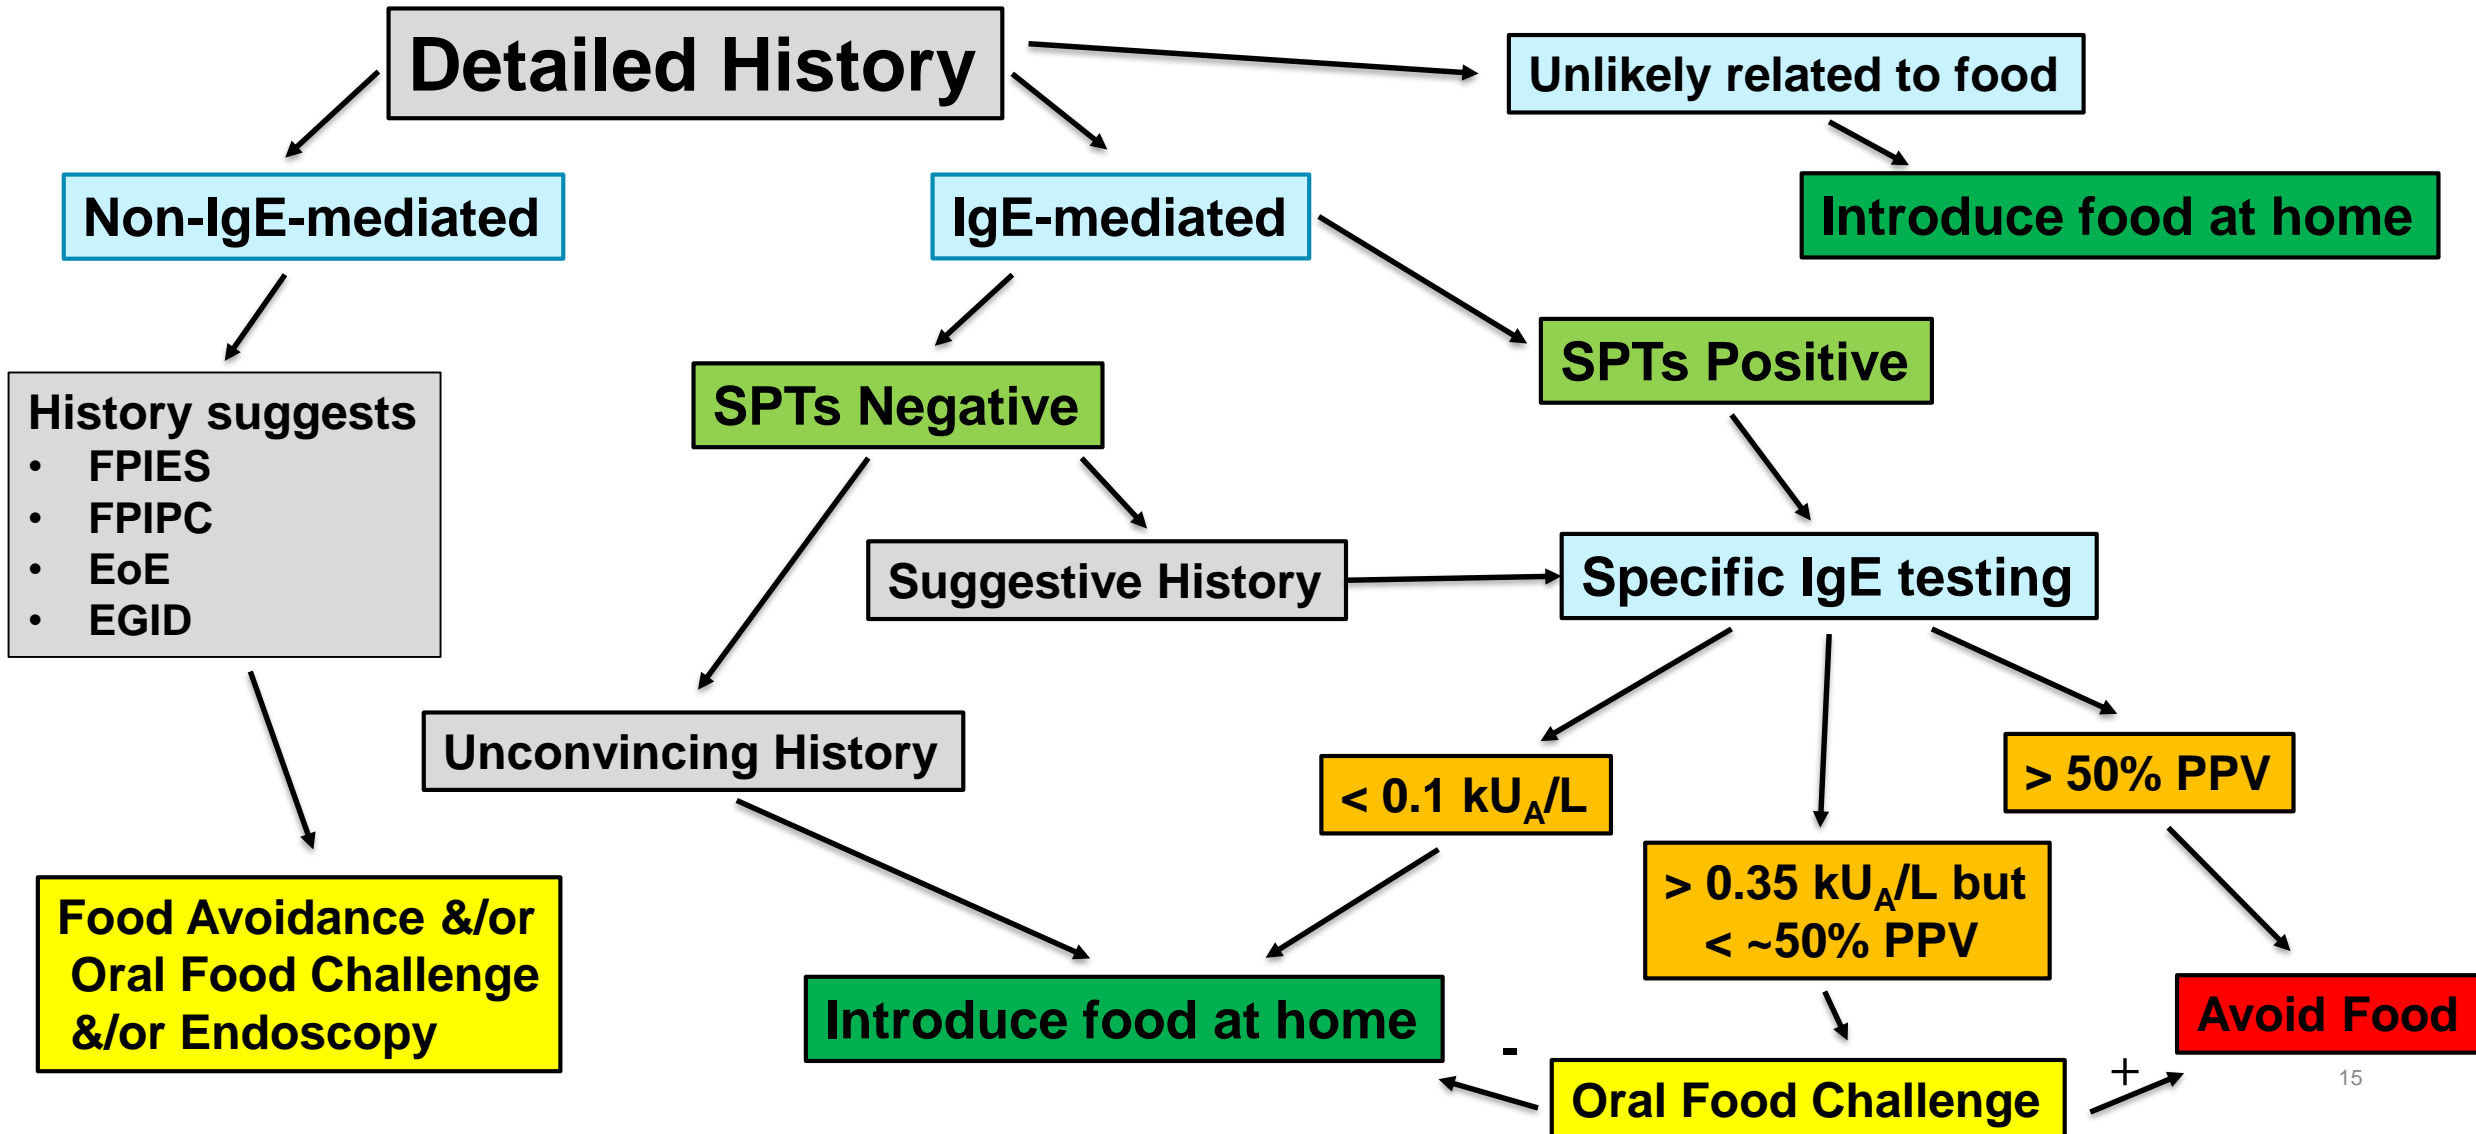 Detailed History
Unlikely related to food
Non-IgE-mediated
IgE-mediated
Introduce food at home
SPTs Positive
SPTs Negative
History suggests
• FPIES
• FPIPC
• EoE
• EGID
Suggestive History
Specific IgE testing
Unconvincing History
< 0.1 kUA/L
> 50% PPV
> 0.35 kUA/L but
< ~50% PPV
Food Avoidance &/or
Oral Food Challenge
&/or Endoscopy
Introduce food at home
Avoid Food
-
+
15
Oral Food Challenge